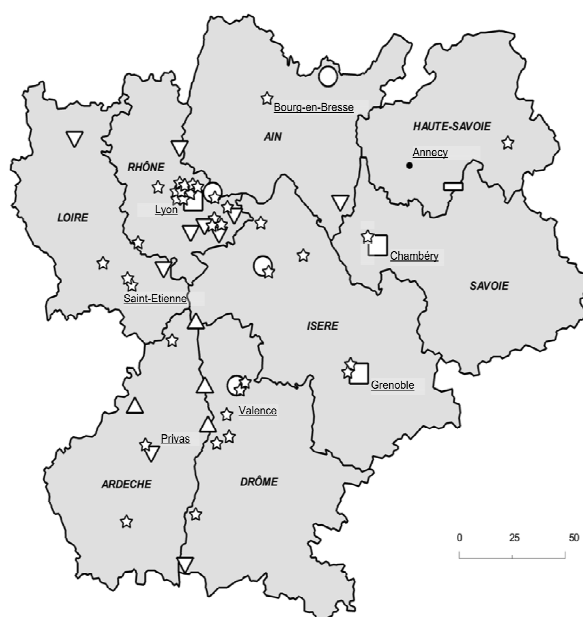 Bourg-en-Bresse
AIN
HAUTE-SAVOIE
Annecy
RHÔNE
Lyon
LOIRE
Chambéry
SAVOIE
Saint-Etienne
ISERE
Grenoble
Valence
Privas
ARDECHE
DRÔME
0 25 50